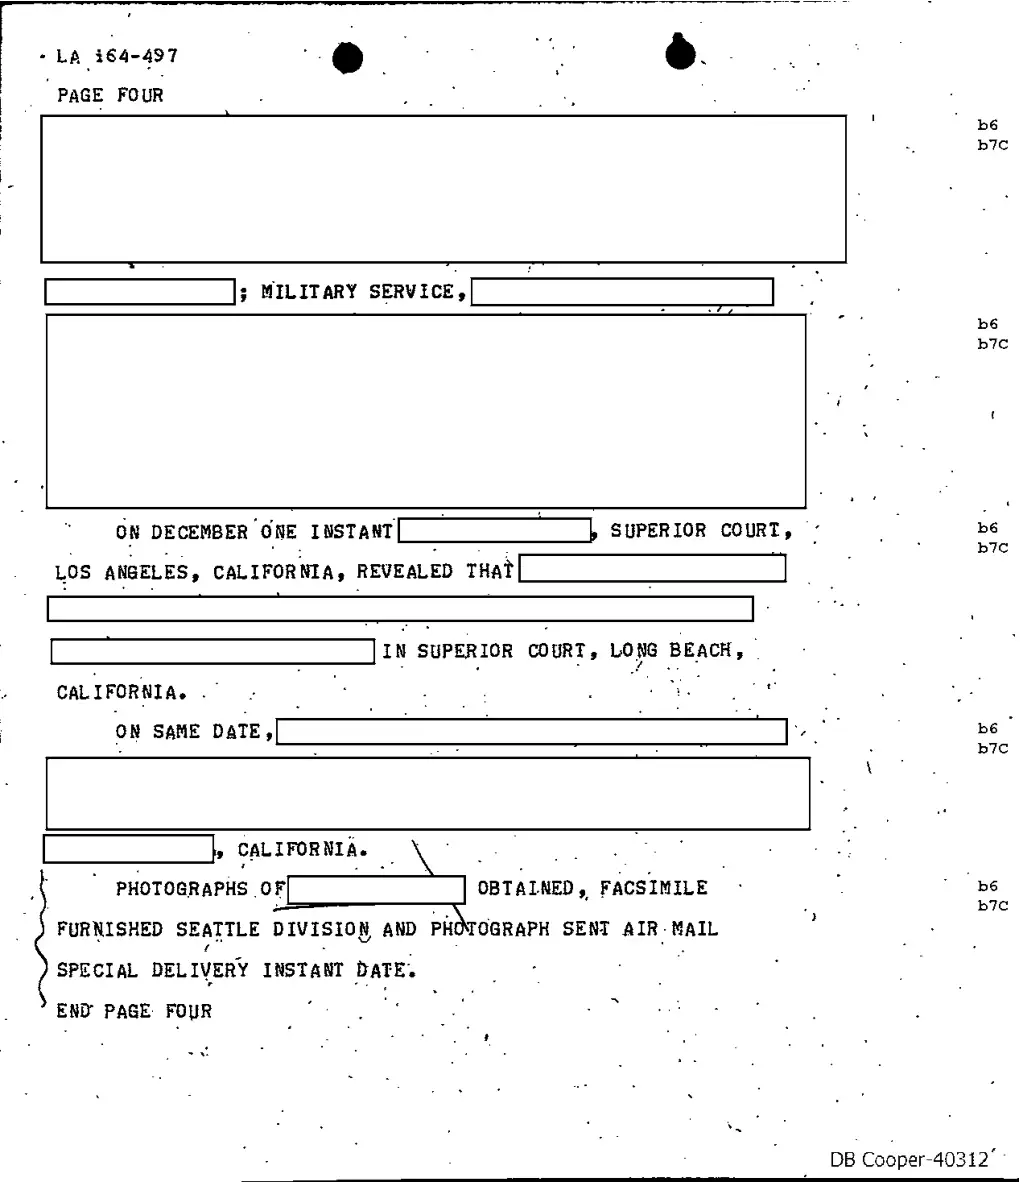 LA 164-497
PAGE FOUR
b6
b7C
; MILITARY SERVICE,
b6
b7C
ON DECEMBER ONE INSTANT , SUPERIOR COURT,
b6
b7C
LOS ANGELES, CALIFORNIA, REVEALED THAT
IN SUPERIOR COURT, LONG BEACH,
CALIFORNIA.
ON SAME DATE,
b6
b7C
, CALIFORNIA.
PHOTOGRAPHS OF OBTAINED, FACSIMILE
b6
b7C
FURNISHED SEATTLE DIVISION AND PHOTOGRAPH SENT AIR MAIL
SPECIAL DELIVERY INSTANT DATE.
END PAGE FOUR
DB Cooper-40312